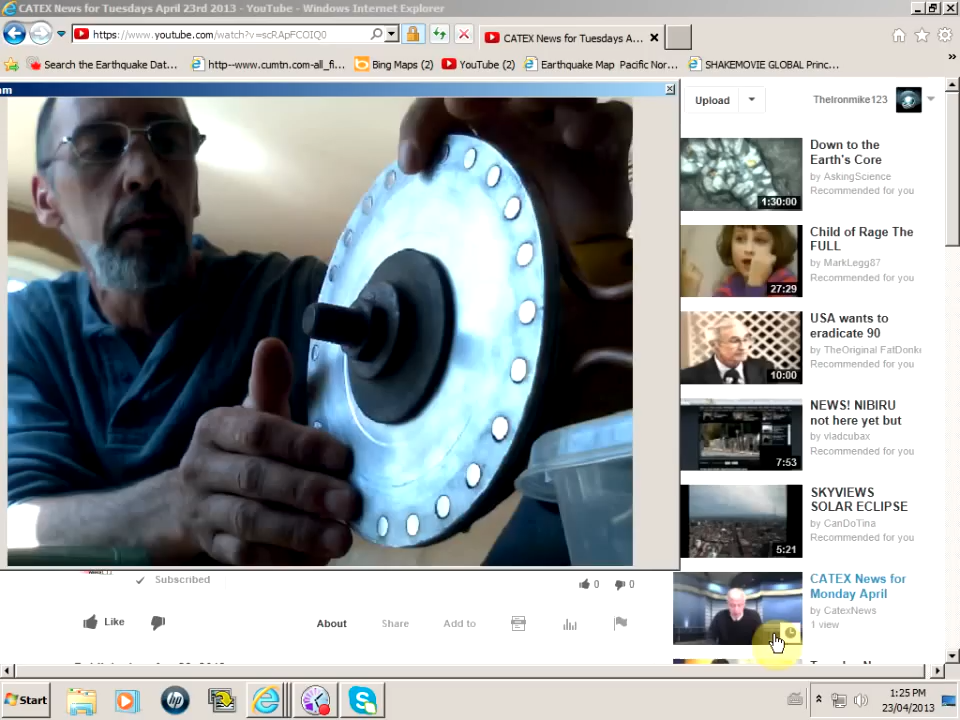 CATEX News for Tuesdays April 23rd 2013 - YouTube - Windows Internet Explorer
https://www.youtube.com/watch?v=scRApFCOIQ0
CATEX News for Tuesdays A...
Search the Earthquake Dat...
http--www.cumtn.com-all_fi...
Bing Maps (2)
YouTube (2)
Earthquake Map Pacific Nor...
SHAKEMOVIE GLOBAL Princ...
am
Upload
TheIronmike123
1:30:00
Down to the
Earth's Core
by AskingScience
Recommended for you
27:29
Child of Rage The
FULL
by MarkLegg87
Recommended for you
10:00
USA wants to
eradicate 90
by TheOriginal FatDonk
Recommended for you
7:53
NEWS! NIBIRU
not here yet but
by vladcubax
Recommended for you
5:21
SKYVIEWS
SOLAR ECLIPSE
by CanDoTina
Recommended for you
CATEX News for
Monday April
by CatexNews
1 view
Subscribed
0
0
Like
About
Share
Add to
Start
1:25 PM
23/04/2013